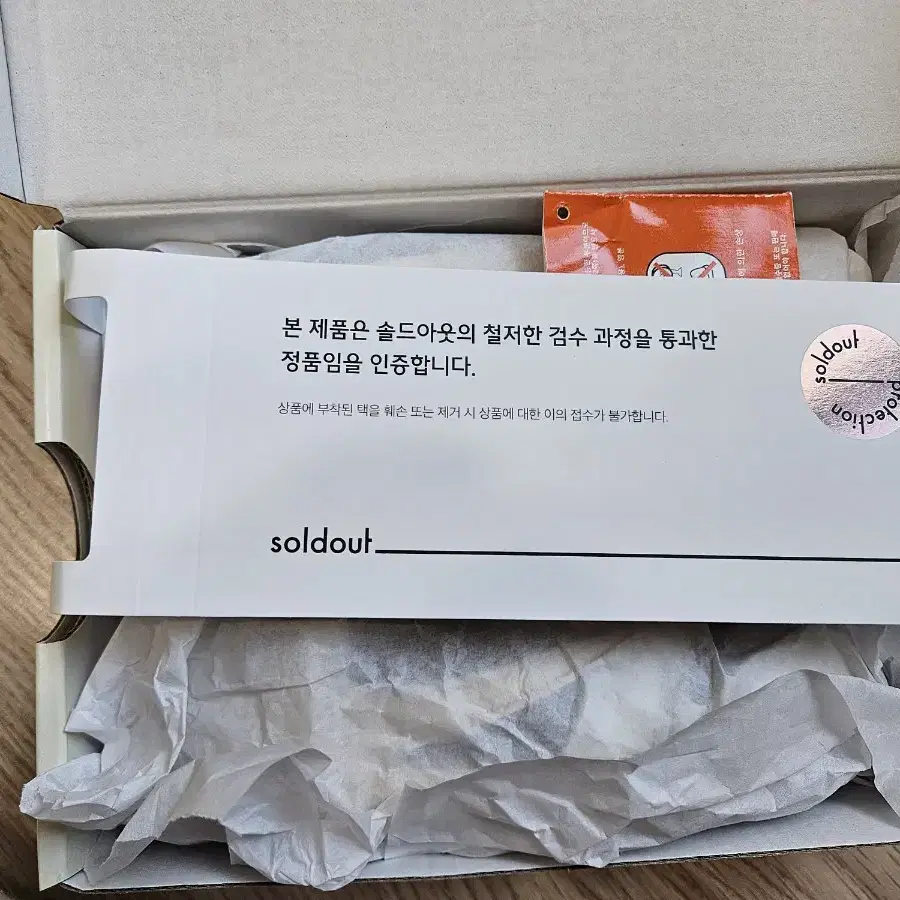 본 제품은 솔드아웃의 철저한 검수 과정을 통과한
정품임을 인증합니다.
상품에 부착된 택을 훼손 또는 제거 시 상품에 대한 이의 접수가 불가합니다.
soldout
protection
soldout